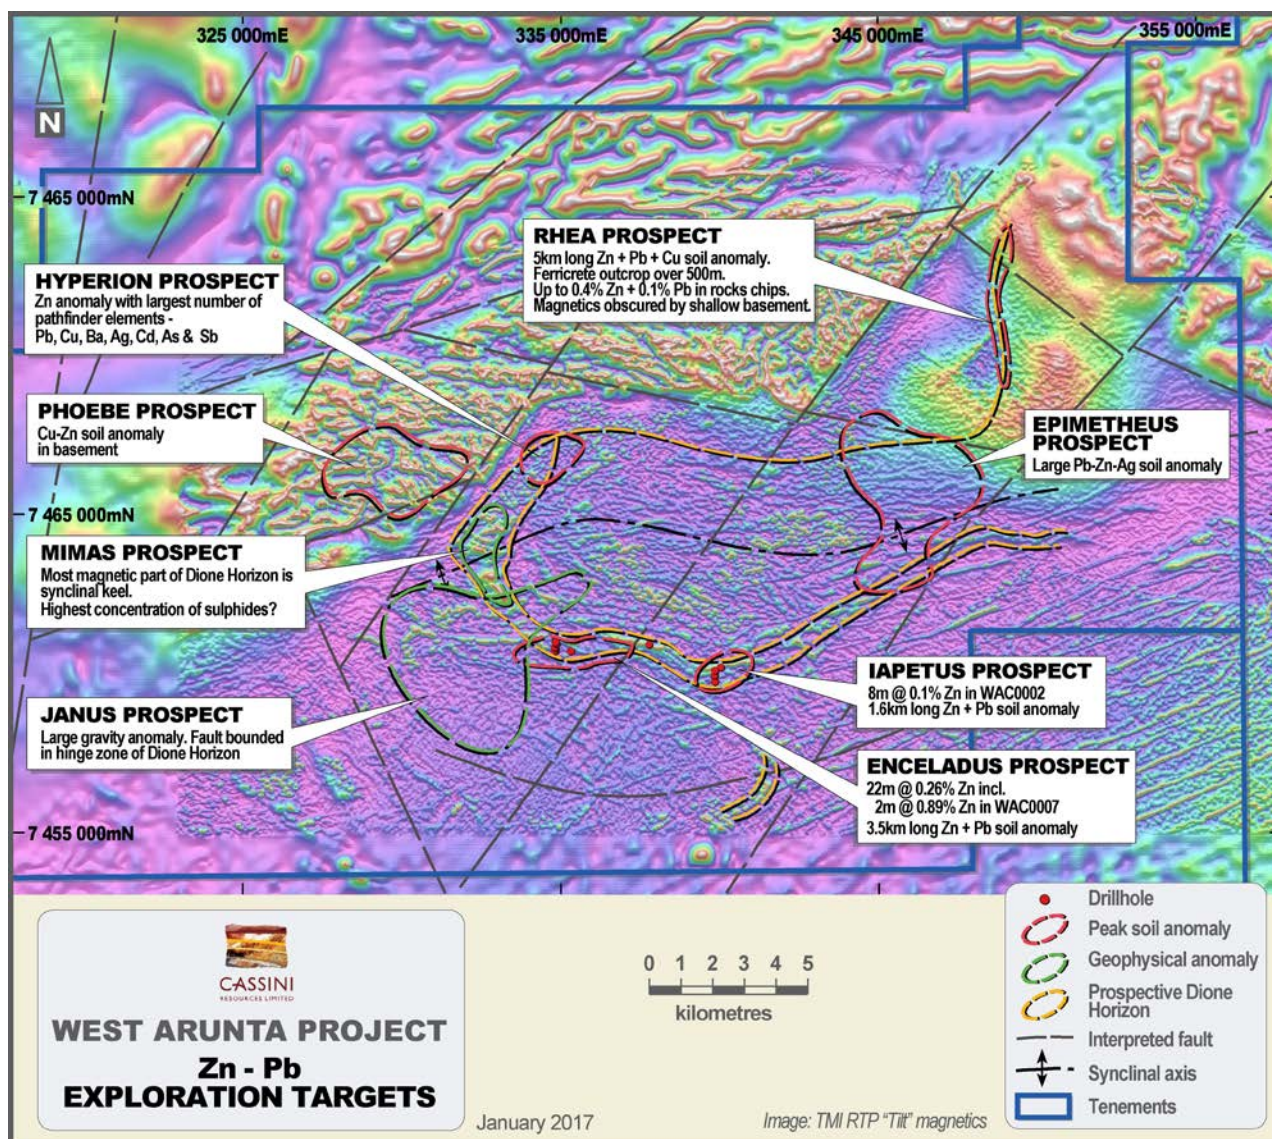 325 000mE
335 000mE
345 000mE
355 000mE
N
7 465 000mN
RHEA PROSPECT
5km long Zn + Pb + Cu soil anomaly.
Ferricrete outcrop over 500m.
Up to 0.4% Zn + 0.1% Pb in rocks chips.
Magnetics obscured by shallow basement.
HYPERION PROSPECT
Zn anomaly with largest number of
pathfinder elements -
Pb, Cu, Ba, Ag, Cd, As & Sb
PHOEBE PROSPECT
Cu-Zn soil anomaly
in basement
EPIMETHEUS
PROSPECT
Large Pb-Zn-Ag soil anomaly
7 465 000mN
MIMAS PROSPECT
Most magnetic part of Dione Horizon is
synclinal keel.
Highest concentration of sulphides?
IAPETUS PROSPECT
8m @ 0.1% Zn in WAC0002
1.6km long Zn + Pb soil anomaly
JANUS PROSPECT
Large gravity anomaly. Fault bounded
in hinge zone of Dione Horizon
ENCELADUS PROSPECT
22m @ 0.26% Zn incl.
2m @ 0.89% Zn in WAC0007
3.5km long Zn + Pb soil anomaly
7 455 000mN
CASSINI
RESOURCES LIMITED
WEST ARUNTA PROJECT
Zn - Pb
EXPLORATION TARGETS
January 2017
0 1 2 3 4 5
kilometres
Image: TMI RTP "Tilt" magnetics
Drillhole
Peak soil anomaly
Geophysical anomaly
Prospective Dione
Horizon
Interpreted fault
Synclinal axis
Tenements